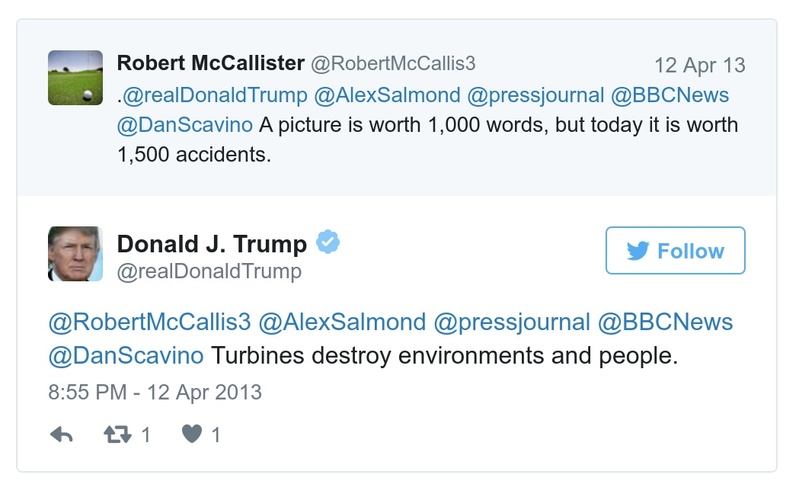 Robert McCallister @RobertMcCallis3 12 Apr 13
.@realDonaldTrump @AlexSalmond @pressjournal @BBCNews
@DanScavino A picture is worth 1,000 words, but today it is worth
1,500 accidents.
Donald J. Trump
@realDonaldTrump
Follow
@RobertMcCallis3 @AlexSalmond @pressjournal @BBCNews
@DanScavino Turbines destroy environments and people.
8:55 PM - 12 Apr 2013
1 1